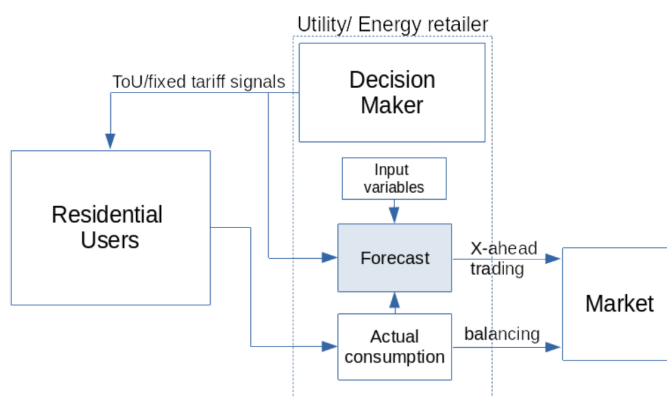 Utility/ Energy retailer
ToU/fixed tariff signals
Decision
Maker
Input
variables
Residential
Users
Forecast
X-ahead
trading
Market
Actual
consumption
balancing